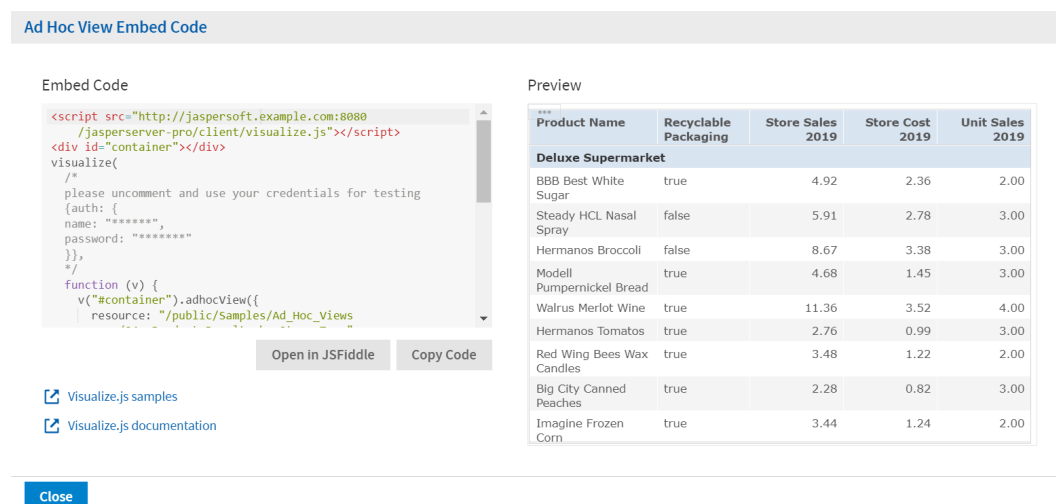 Ad Hoc View Embed Code
Embed Code
<script src="http://jaspersoft.example.com:8080
/jasperserver-pro/client/visualize.js"></script>
<div id="container"></div>
visualize(
/*
please uncomment and use your credentials for testing
{auth: {
name: "******",
password: "*******"
}},
*/
function (v) {
v("#container").adhocView({
resource: "/public/Samples/Ad_Hoc_Views
Open in JSFiddle
Copy Code
Visualize.js samples
Visualize.js documentation
Preview
Product Name Recyclable Packaging Store Sales 2019 Store Cost 2019 Unit Sales 2019
Deluxe Supermarket
BBB Best White Sugar true 4.92 2.36 2.00
Steady HCL Nasal Spray false 5.91 2.78 3.00
Hermanos Broccoli false 8.67 3.38 3.00
Modell Pumpernickel Bread true 4.68 1.45 3.00
Walrus Merlot Wine true 11.36 3.52 4.00
Hermanos Tomatos true 2.76 0.99 3.00
Red Wing Bees Wax Candles true 3.48 1.22 2.00
Big City Canned Peaches true 2.28 0.82 3.00
Imagine Frozen Corn true 3.44 1.24 2.00
Close